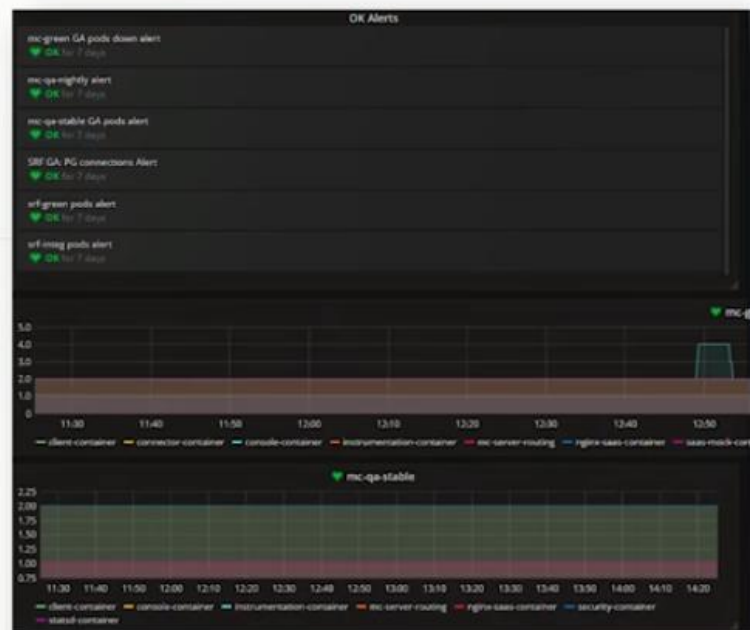 OK Alerts
mc-green GA pods down alert
OK for 7 days
mc-qa-nightly alert
OK for 7 days
mc-qa-stable GA pods alert
OK for 7 days
SRF GA: PG connections Alert
OK for 7 days
srf-green pods alert
OK for 7 days
srf-integ pods alert
OK for 7 days
mc-g
5.0
4.0
3.0
2.0
1.0
0
11:30 11:40 11:50 12:00 12:10 12:20 12:30 12:40 12:50
client-container connector-container console-container instrumentation-container mc-server-routing nginx-saas-container saas-mock-con
mc-qa-stable
2.25
2.00
1.75
1.50
1.25
1.00
0.75
11:30 11:40 11:50 12:00 12:10 12:20 12:30 12:40 12:50 13:00 13:10 13:20 13:30 13:40 13:50 14:00 14:10 14:20
client-container console-container instrumentation-container mc-server-routing nginx-saas-container security-container
statsd-container